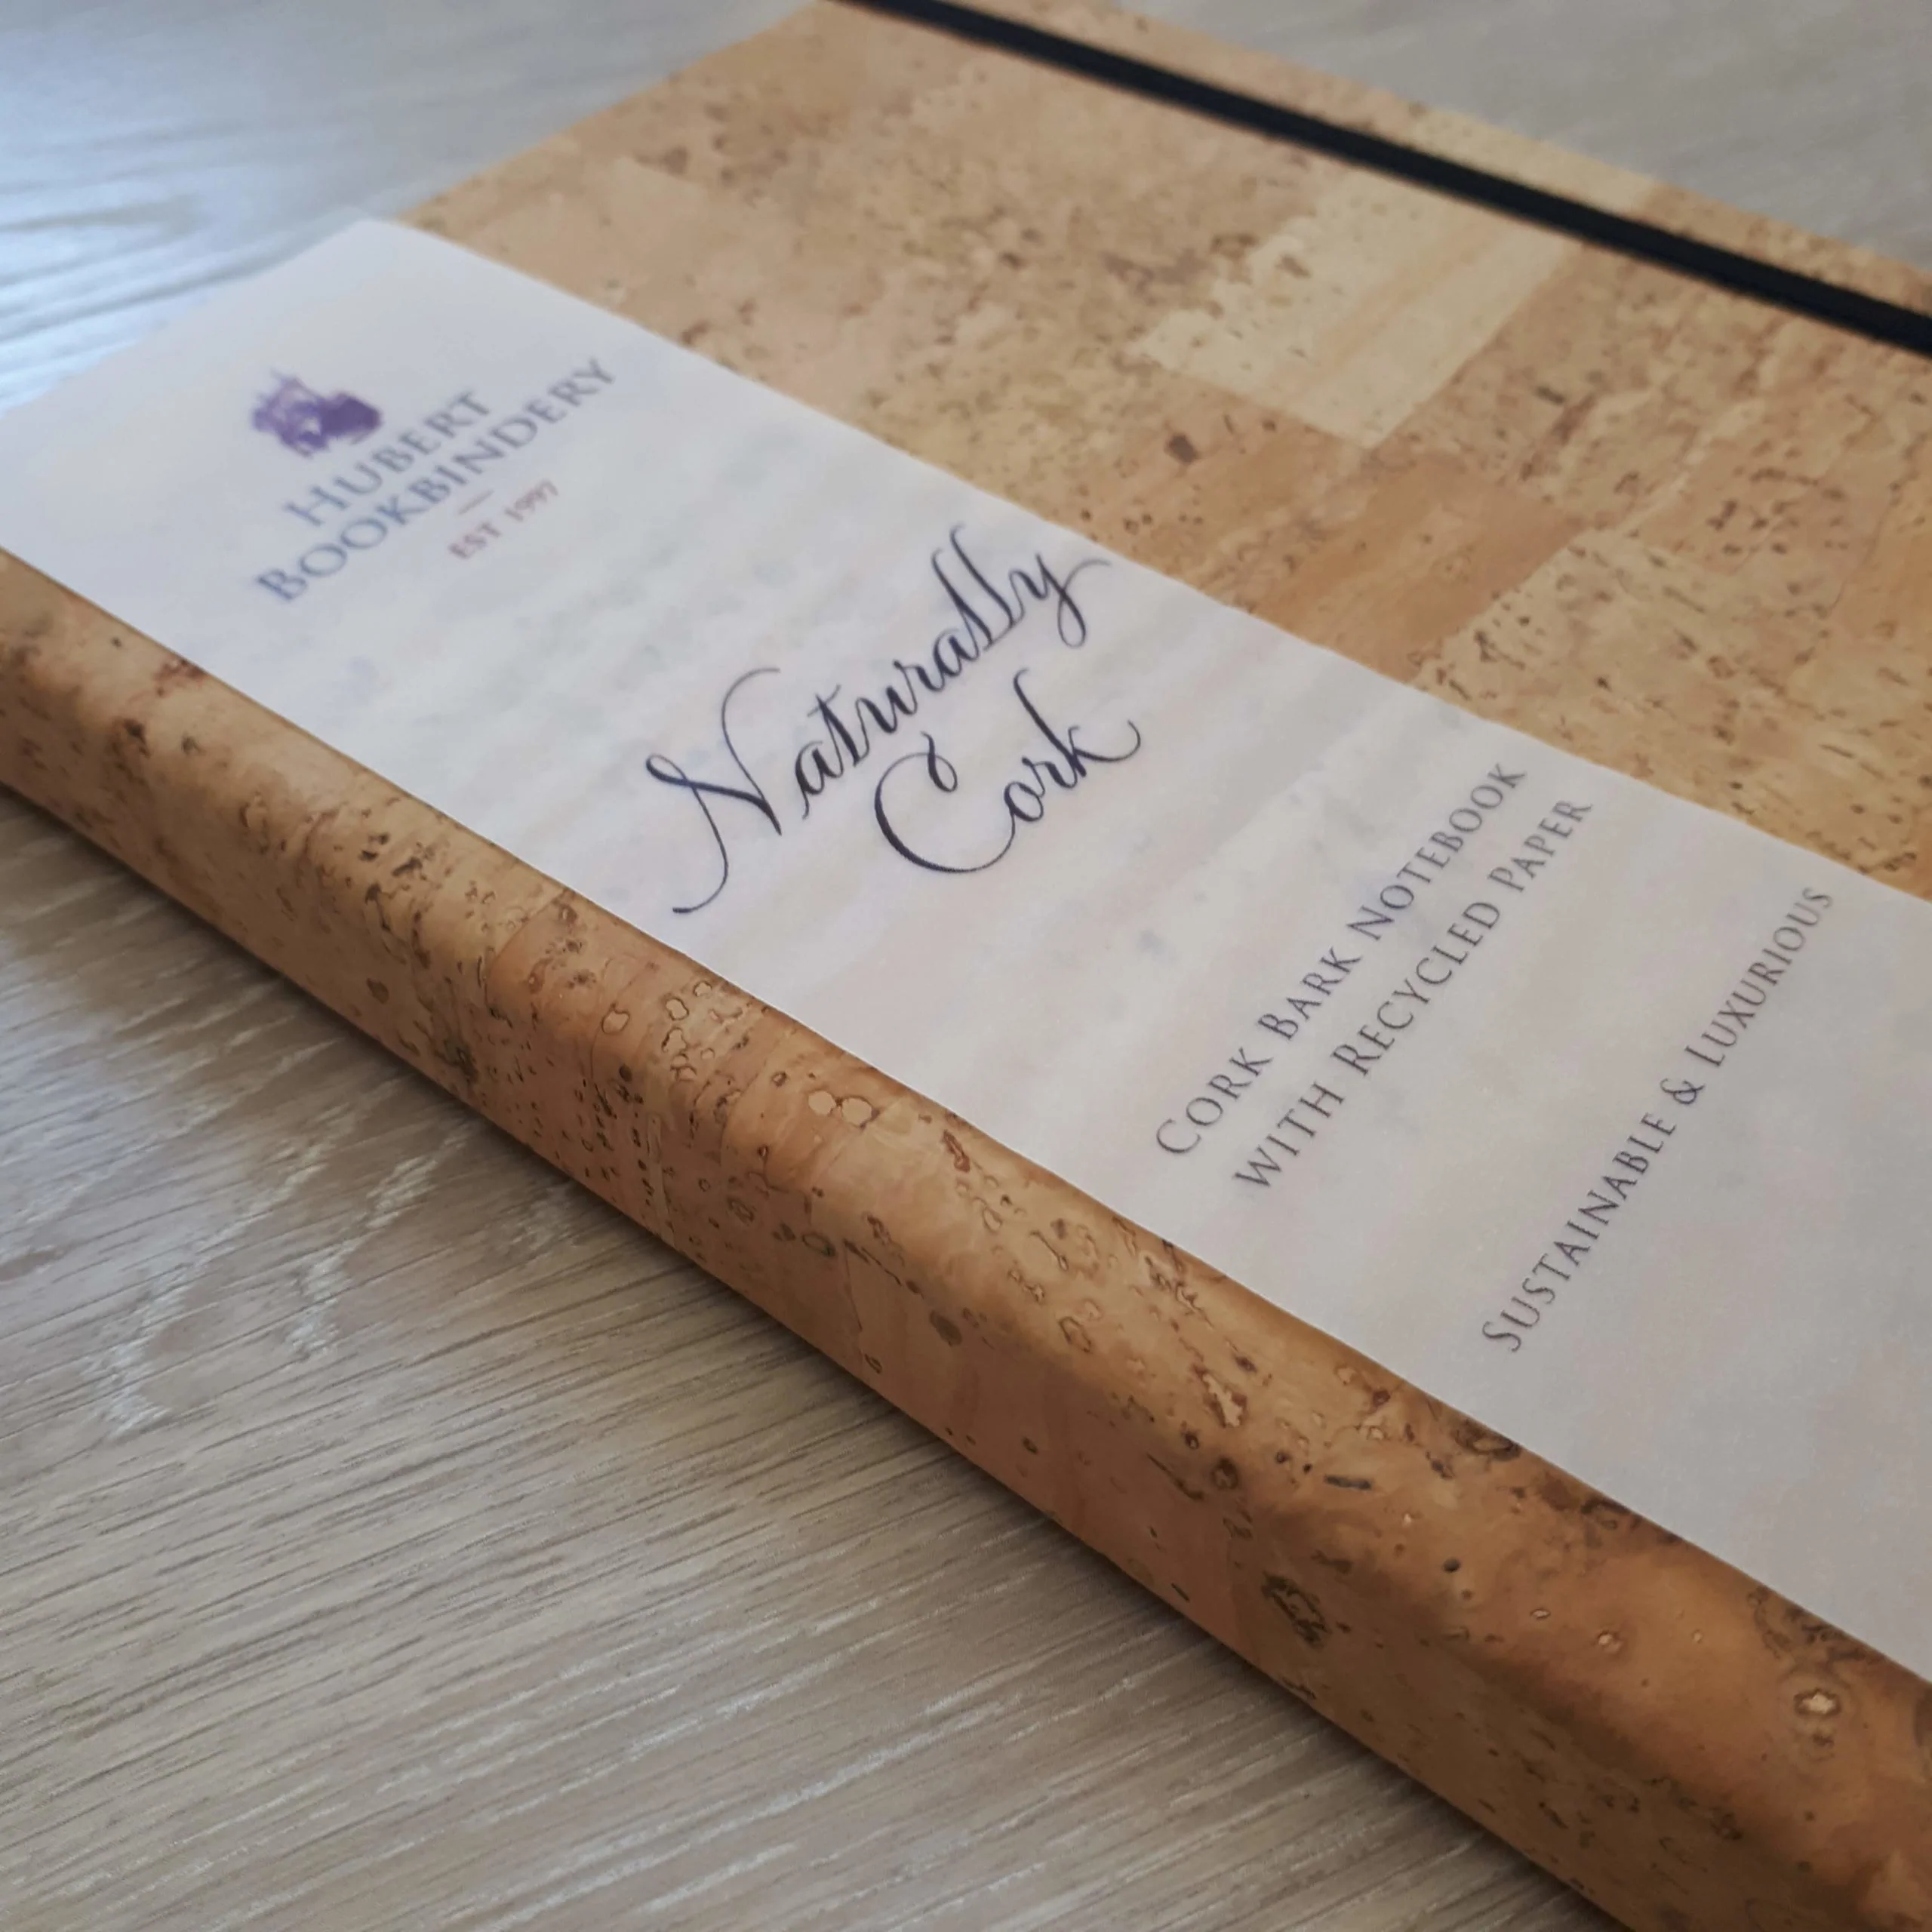 HUBERT
BOOKBINDERY
EST 1997
Naturally
Cork
CORK BARK NOTEBOOK
WITH RECYCLED PAPER
SUSTAINABLE & LUXURIOUS